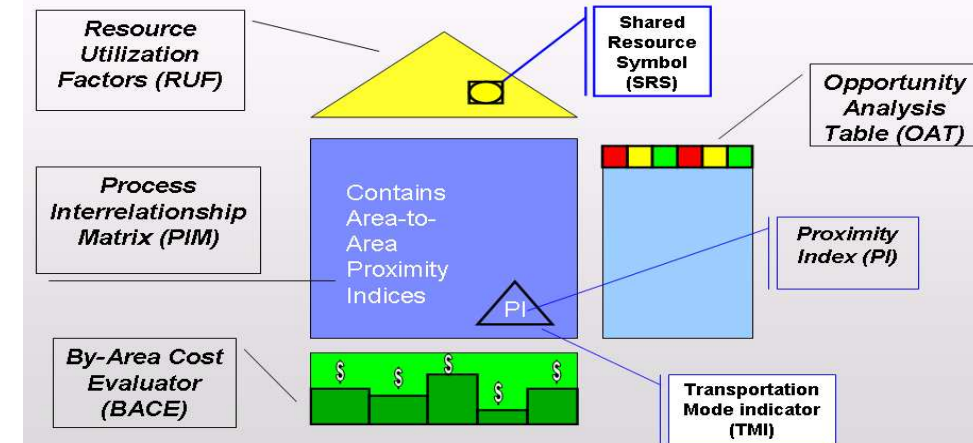 Resource
Utilization
Factors (RUF)
Shared
Resource
Symbol
(SRS)
Opportunity
Analysis
Table (OAT)
Process
Interrelationship
Matrix (PIM)
Contains
Area-to-
Area
Proximity
Indices
PI
Proximity
Index (PI)
By-Area Cost
Evaluator
(BACE)
$ $ $ $ $
Transportation
Mode indicator
(TMI)